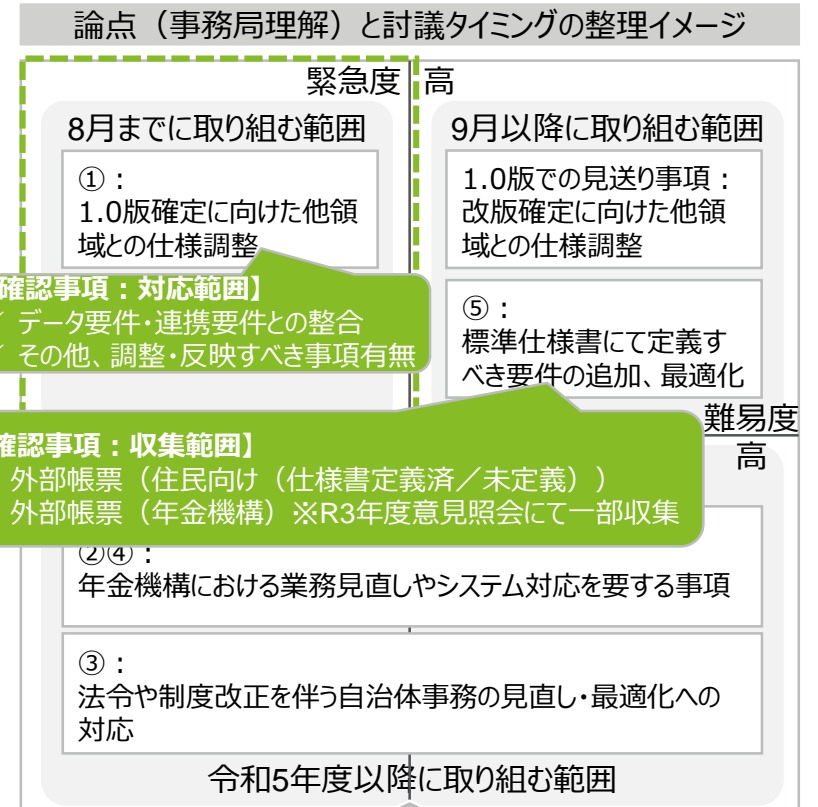 論点（事務局理解）と討議タイミングの整理イメージ
緊急度 高
8月までに取り組む範囲
①：
1.0版確定に向けた他領
域との仕様調整
9月以降に取り組む範囲
1.0版での見送り事項：
改版確定に向けた他領
域との仕様調整
⑤：
標準仕様書にて定義す
べき要件の追加、最適化
確認事項：対応範囲】
✓ データ要件・連携要件との整合
✓ その他、調整・反映すべき事項有無
難易度
高
確認事項：収集範囲】
外部帳票（住民向け（仕様書定義済／未定義））
外部帳票（年金機構）※R3年度意見照会にて一部収集
②④：
年金機構における業務見直しやシステム対応を要する事項
③：
法令や制度改正を伴う自治体事務の見直し・最適化への
対応
令和5年度以降に取り組む範囲